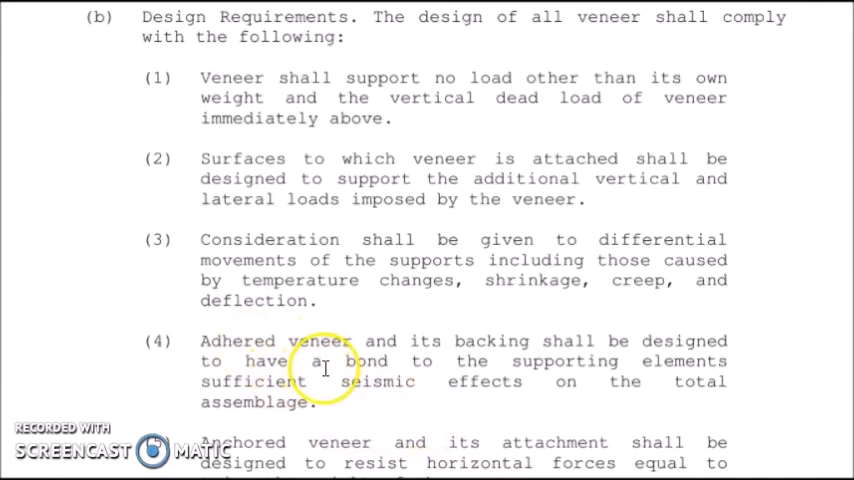 (b) Design Requirements. The design of all veneer shall comply
with the following:
(1) Veneer shall support no load other than its own
weight and the vertical dead load of veneer
immediately above.
(2) Surfaces to which veneer is attached shall be
designed to support the additional vertical and
lateral loads imposed by the veneer.
(3) Consideration shall be given to differential
movements of the supports including those caused
by temperature changes, shrinkage, creep, and
deflection.
(4) Adhered veneer and its backing shall be designed
to have a bond to the supporting elements
sufficient seismic effects on the total
assemblage.
RECORDED WITH
SCREENCAST MATIC
(5) Anchored veneer and its attachment shall be
designed to resist horizontal forces equal to